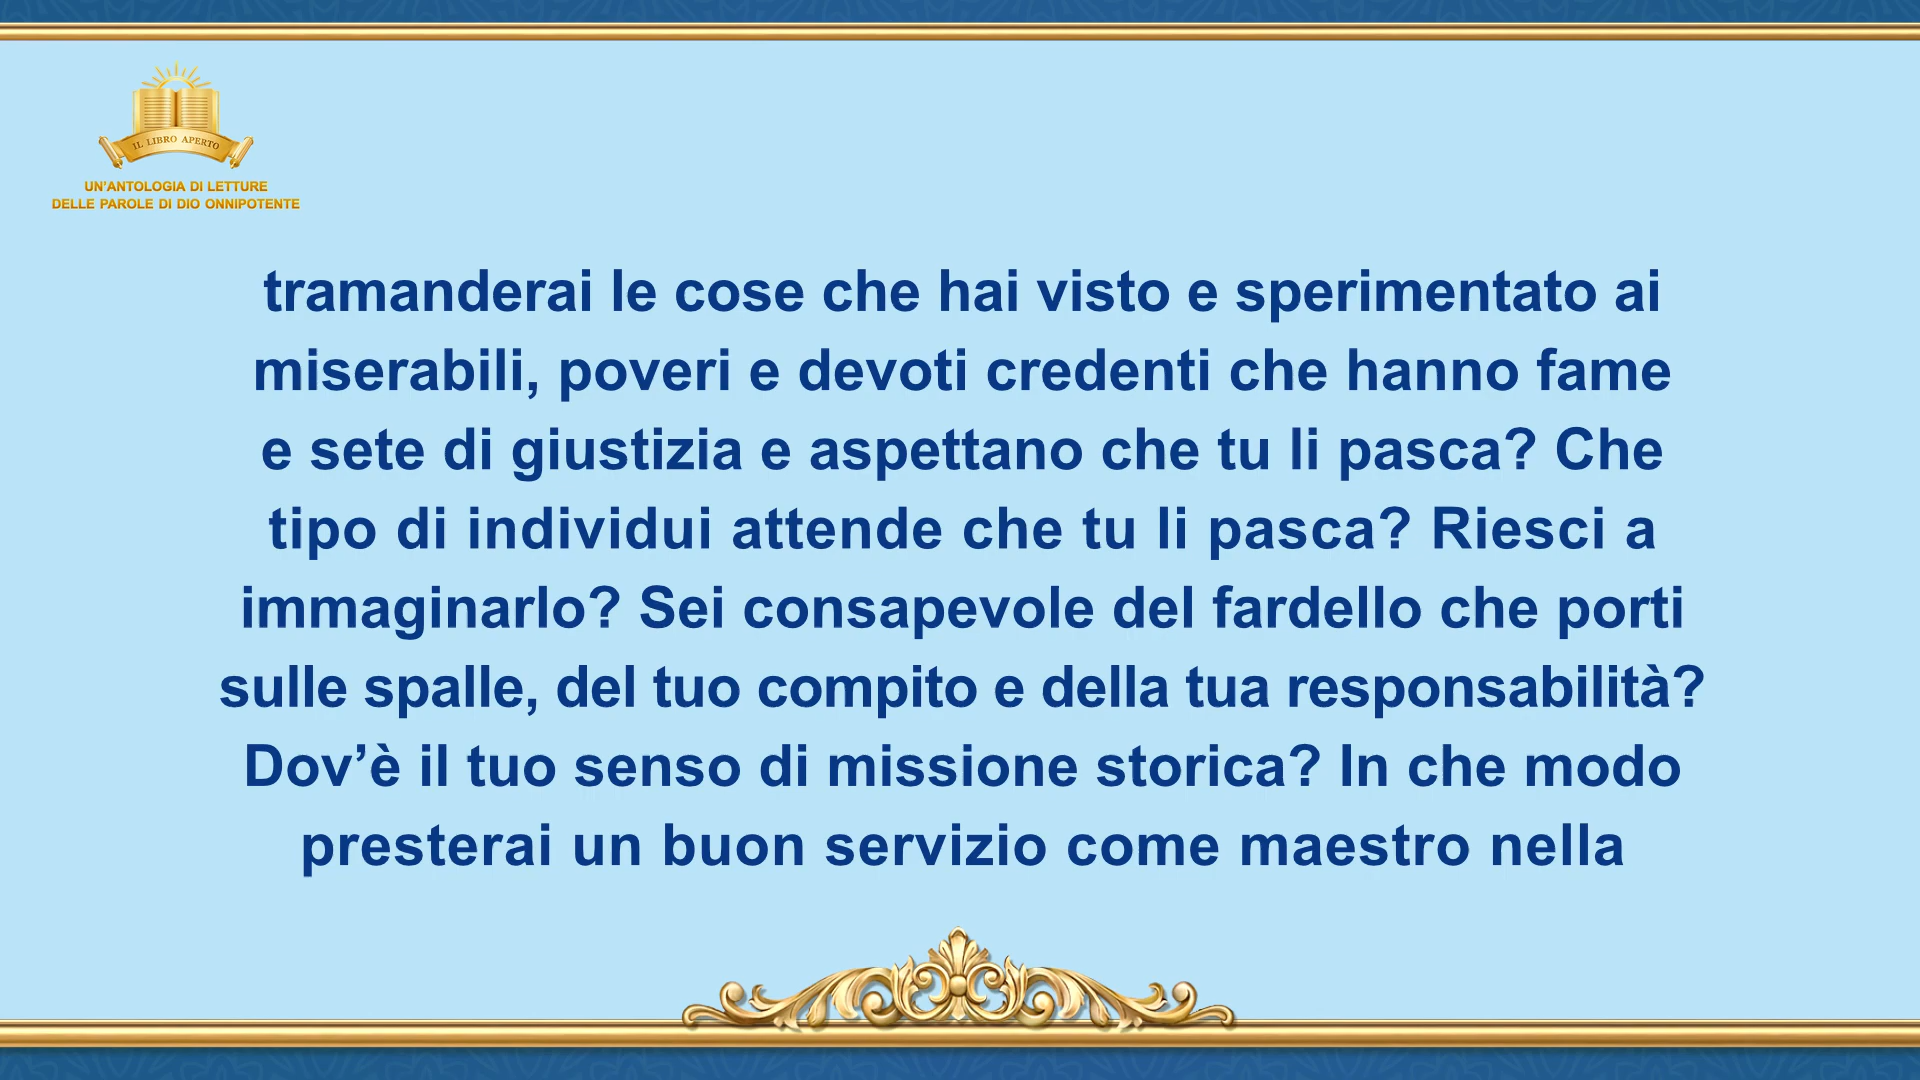 IL LIBRO APERTO
UN’ANTOLOGIA DI LETTURE
DELLE PAROLE DI DIO ONNIPOTENTE
tramanderai le cose che hai visto e sperimentato ai
miserabili, poveri e devoti credenti che hanno fame
e sete di giustizia e aspettano che tu li pasca? Che
tipo di individui attende che tu li pasca? Riesci a
immaginarlo? Sei consapevole del fardello che porti
sulle spalle, del tuo compito e della tua responsabilità?
Dov’è il tuo senso di missione storica? In che modo
presterai un buon servizio come maestro nella